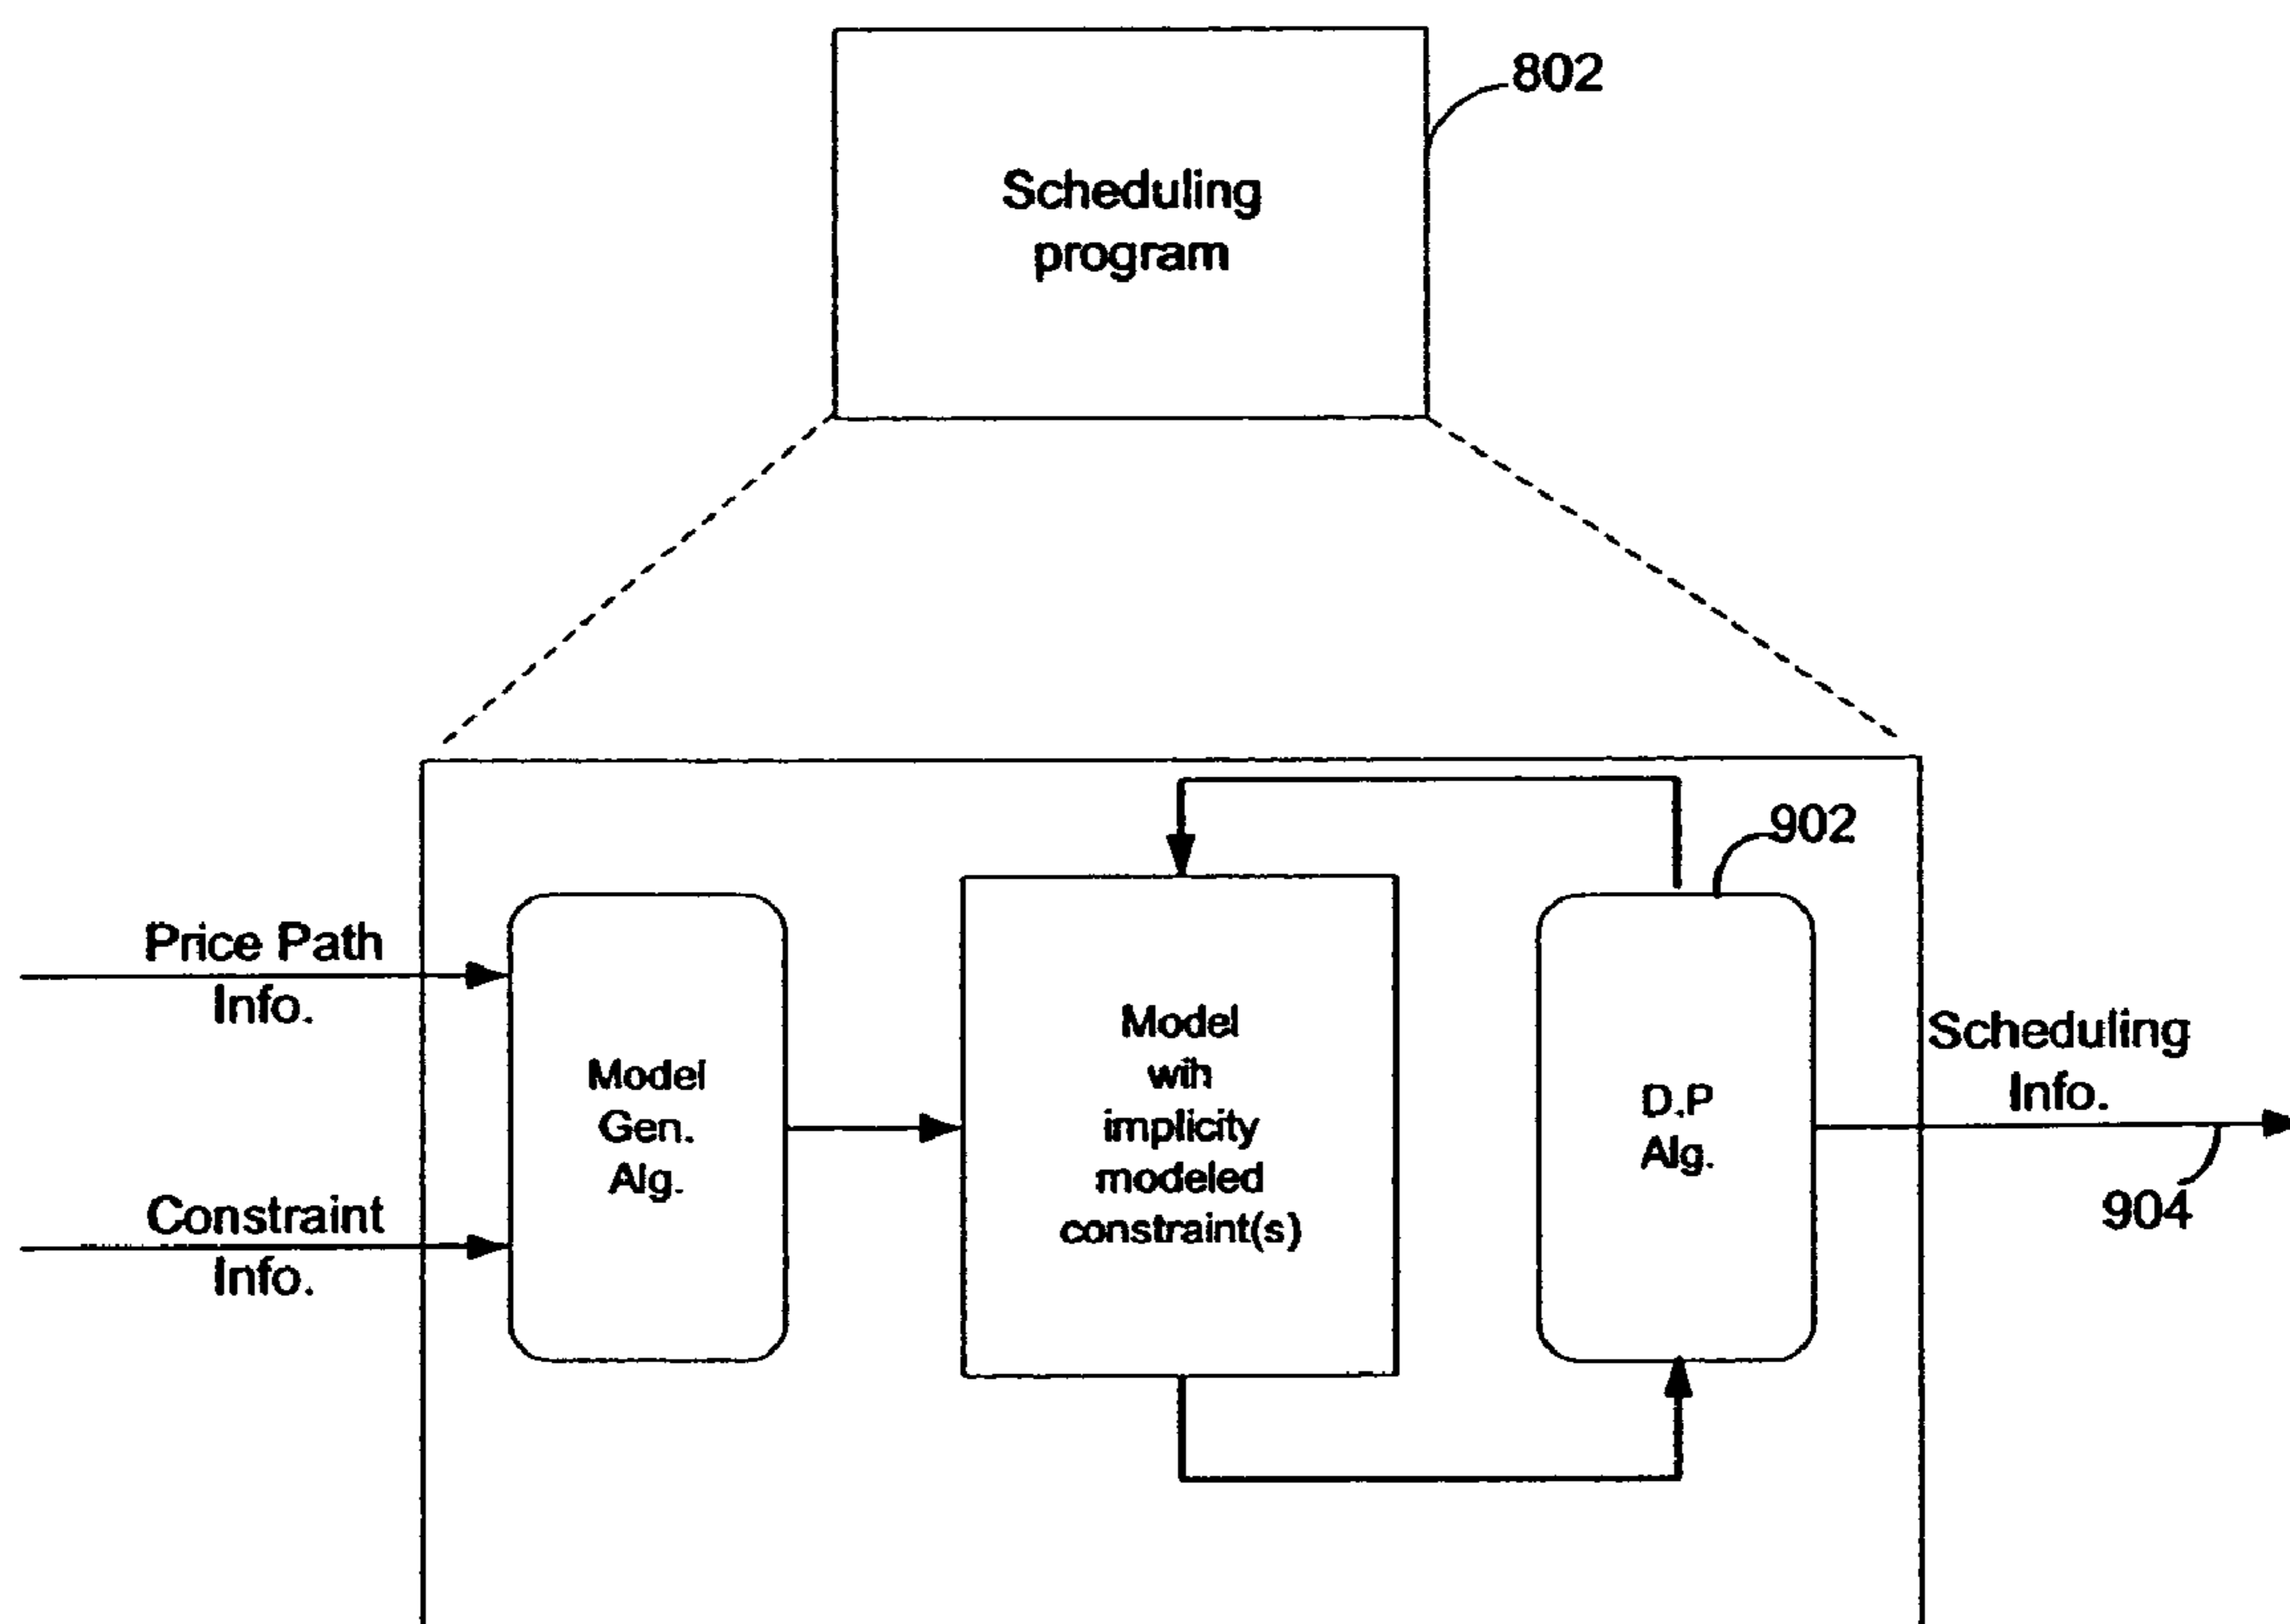 802
Scheduling
program
902
Price Path
Info.
Constraint
Info.
Model
Gen.
Alg.
Model
wih
implicity
modeled
constraint(s)
D.P
Alg.
Scheduling
Info.
904